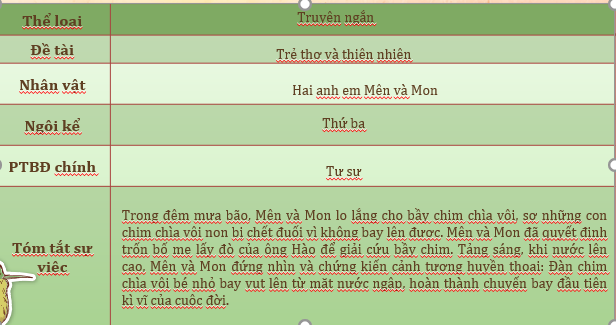 Thể loại
Truyện ngắn
Đề tài
Trẻ thơ và thiên nhiên
Nhân vật
Hai anh em Mên và Mon
Ngôi kể
Thứ ba
PTBĐ chính
Tự sự
Tóm tắt sự
việc
Trong đêm mưa bão, Mên và Mon lo lắng cho bầy chim chìa vôi, sợ những con
chim chìa vôi non bị chết đuối vì không bay lên được. Mên và Mon đã quyết định
trốn bố mẹ lấy đò của ông Hào để giải cứu bầy chim. Tảng sáng, khi nước lên
cao, Mên và Mon đứng nhìn và chứng kiến cảnh tượng huyền thoại: Đàn chim
chìa vôi bé nhỏ bay vụt lên từ mặt nước ngập, hoàn thành chuyến bay đầu tiên
kì vĩ của cuộc đời.